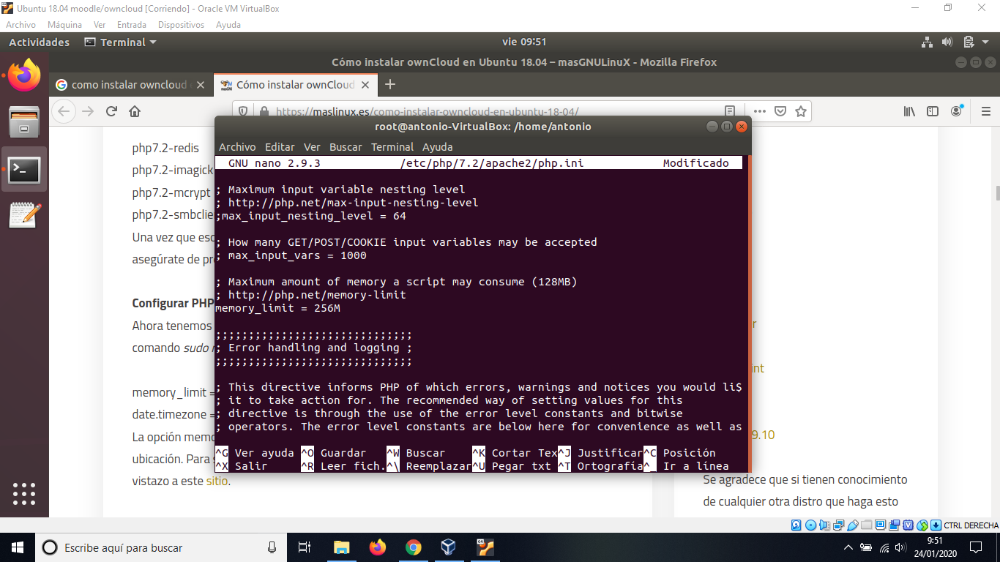 Ubuntu 18.04 moodle/owncloud [Corriendo] - Oracle VM VirtualBox
Archivo Máquina Ver Entrada Dispositivos Ayuda
Actividades Terminal vie 09:51
Cómo instalar ownCloud en Ubuntu 18.04 – masGNULinuX - Mozilla Firefox
como instalar owncloud Cómo instalar ownCloud
https://maslinux.es/como-instalar-owncloud-en-ubuntu-18-04/
root@antonio-VirtualBox: /home/antonio
Archivo Editar Ver Buscar Terminal Ayuda
GNU nano 2.9.3 /etc/php/7.2/apache2/php.ini Modificado
; Maximum input variable nesting level
; http://php.net/max-input-nesting-level
;max_input_nesting_level = 64
; How many GET/POST/COOKIE input variables may be accepted
; max_input_vars = 1000
; Maximum amount of memory a script may consume (128MB)
; http://php.net/memory-limit
memory_limit = 256M
;;;;;;;;;;;;;;;;;;;;;;;;;;;;;;
; Error handling and logging ;
;;;;;;;;;;;;;;;;;;;;;;;;;;;;;;
; This directive informs PHP of which errors, warnings and notices you would li$
; it to take action for. The recommended way of setting values for this
; directive is through the use of the error level constants and bitwise
; operators. The error level constants are below here for convenience as well as
^G Ver ayuda ^O Guardar ^W Buscar ^K Cortar Tex ^J Justificar ^C Posición
^X Salir ^R Leer fich. ^\ Reemplazar ^U Pegar txt ^T Ortografía ^_ Ir a línea
php7.2-redis
php7.2-imagick
php7.2-mcrypt
php7.2-smbclie
Una vez que esc
asegúrate de pr
Configurar PHP
Ahora tenemos
comando sudo n
memory_limit =
date.timezone =
La opción memo
ubicación. Para s
vistazo a este sitio.
r
int
9.10
Se agradece que si tienen conocimiento
de cualquier otra distro que haga esto
CTRL DERECHA
Escribe aquí para buscar
9:51
24/01/2020